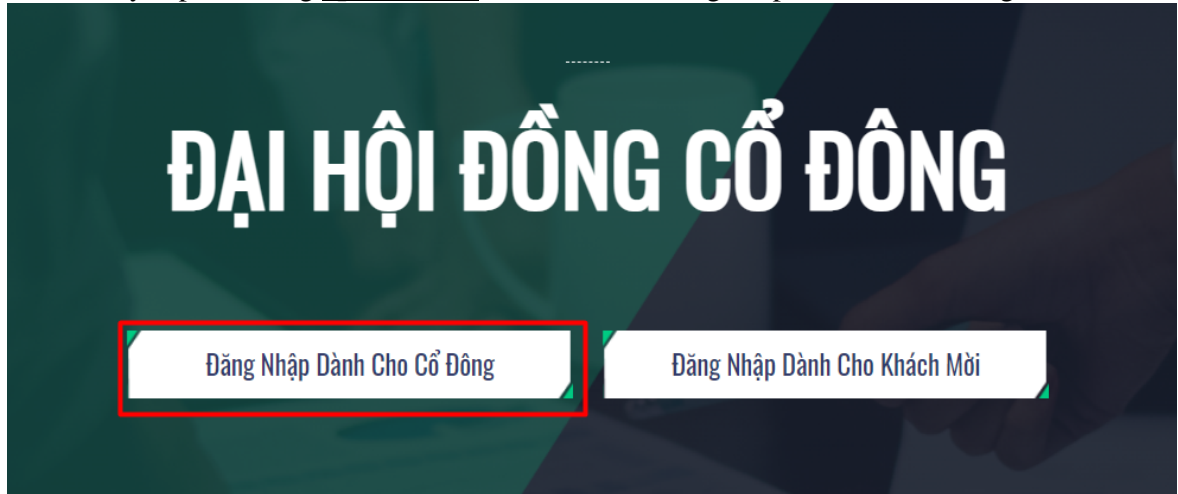 --------
ĐẠI HỘI ĐỒNG CỔ ĐÔNG
Đăng Nhập Dành Cho Cổ Đông
Đăng Nhập Dành Cho Khách Mời